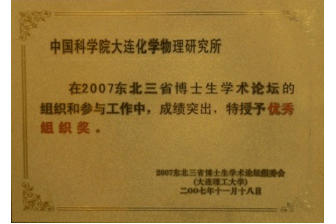 中国科学院大连化学物理研究所
在2007东北三省博士生学术论坛的
组织和参与工作中，成绩突出，特授予优秀
组织奖。
2007东北三省博士生学术论坛组委会
(大连理工大学)
二00七年十一月十八日